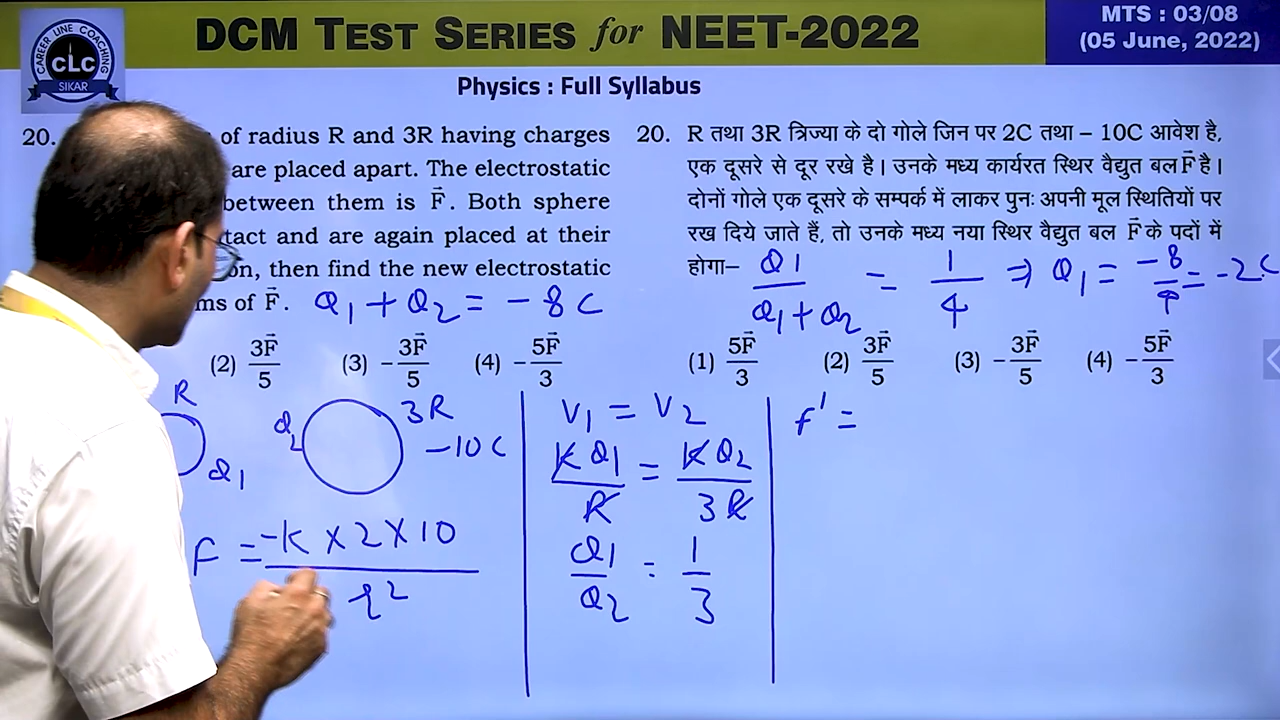 CAREER LINE COACHING
CLC
SIKAR
DCM TEST SERIES for NEET-2022
MTS : 03/08
(05 June, 2022)
Physics : Full Syllabus
20. of radius R and 3R having charges
are placed apart. The electrostatic
between them is F⃗. Both sphere
and are again placed at their
then find the new electrostatic
of F⃗. Q₁ + Q₂ = -8C
(2) 3F⃗/5 (3) -3F⃗/5 (4) -5F⃗/3
20. R तथा 3R त्रिज्या के दो गोले जिन पर 2C तथा – 10C आवेश है,
एक दूसरे से दूर रखे है। उनके मध्य कार्यरत स्थिर वैद्युत बल F⃗ है।
दोनों गोले एक दूसरे के सम्पर्क में लाकर पुनः अपनी मूल स्थितियों पर
रख दिये जाते हैं, तो उनके मध्य नया स्थिर वैद्युत बल F⃗ के पदों में
होगा–
Q₁/(Q₁+Q₂) = 1/4 ⇒ Q₁ = -8/4 = -2C
(1) 5F⃗/3 (2) 3F⃗/5 (3) -3F⃗/5 (4) -5F⃗/3
R
Q₁
Q₂
3R
-10C
F = -K×2×10/r²
V₁ = V₂
KQ₁/R = KQ₂/3R
Q₁/Q₂ = 1/3
F' =